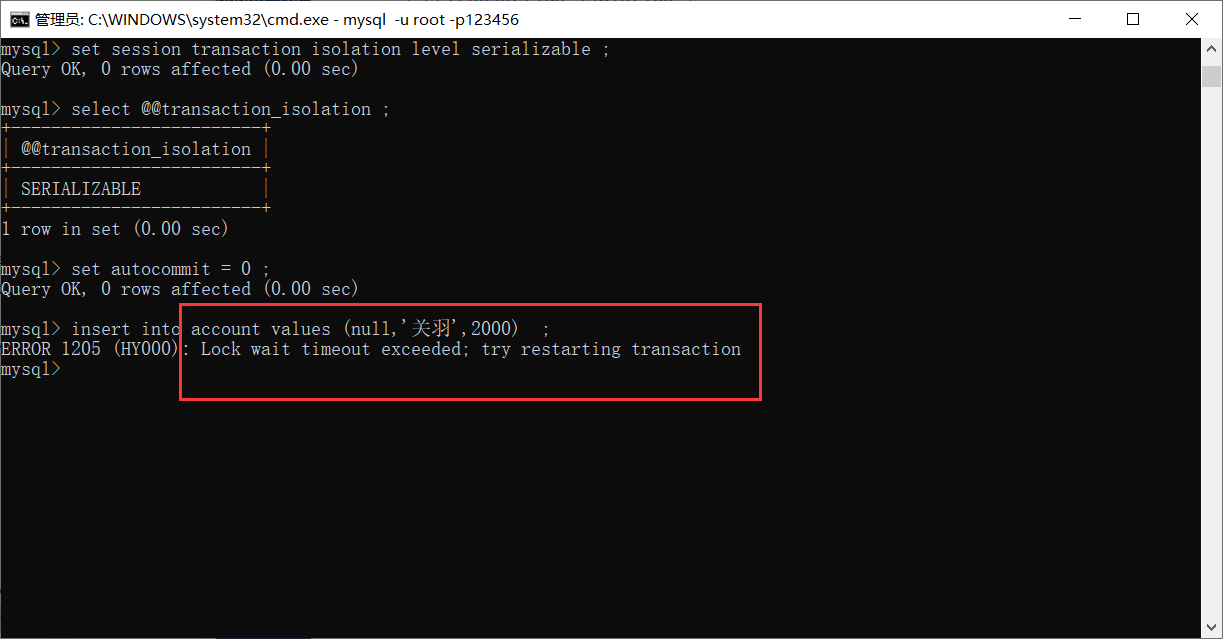 管理员: C:\WINDOWS\system32\cmd.exe - mysql  -u root -p123456
mysql> set session transaction isolation level serializable ;
Query OK, 0 rows affected (0.00 sec)
mysql> select @@transaction_isolation ;
+-------------------------+
| @@transaction_isolation |
+-------------------------+
| SERIALIZABLE            |
+-------------------------+
1 row in set (0.00 sec)
mysql> set autocommit = 0 ;
Query OK, 0 rows affected (0.00 sec)
mysql> insert into account values (null,'关羽',2000)  ;
ERROR 1205 (HY000): Lock wait timeout exceeded; try restarting transaction
mysql>